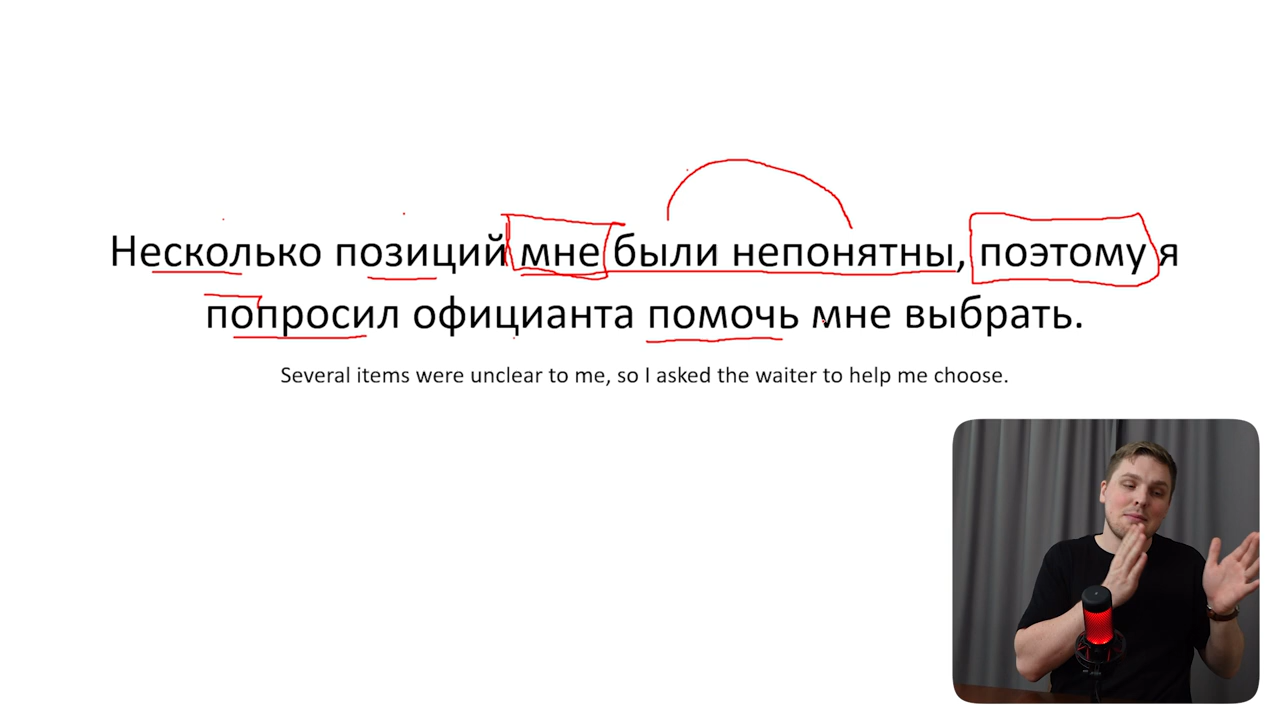 Несколько позиций мне были непонятны, поэтому я
попросил официанта помочь мне выбрать.
Several items were unclear to me, so I asked the waiter to help me choose.